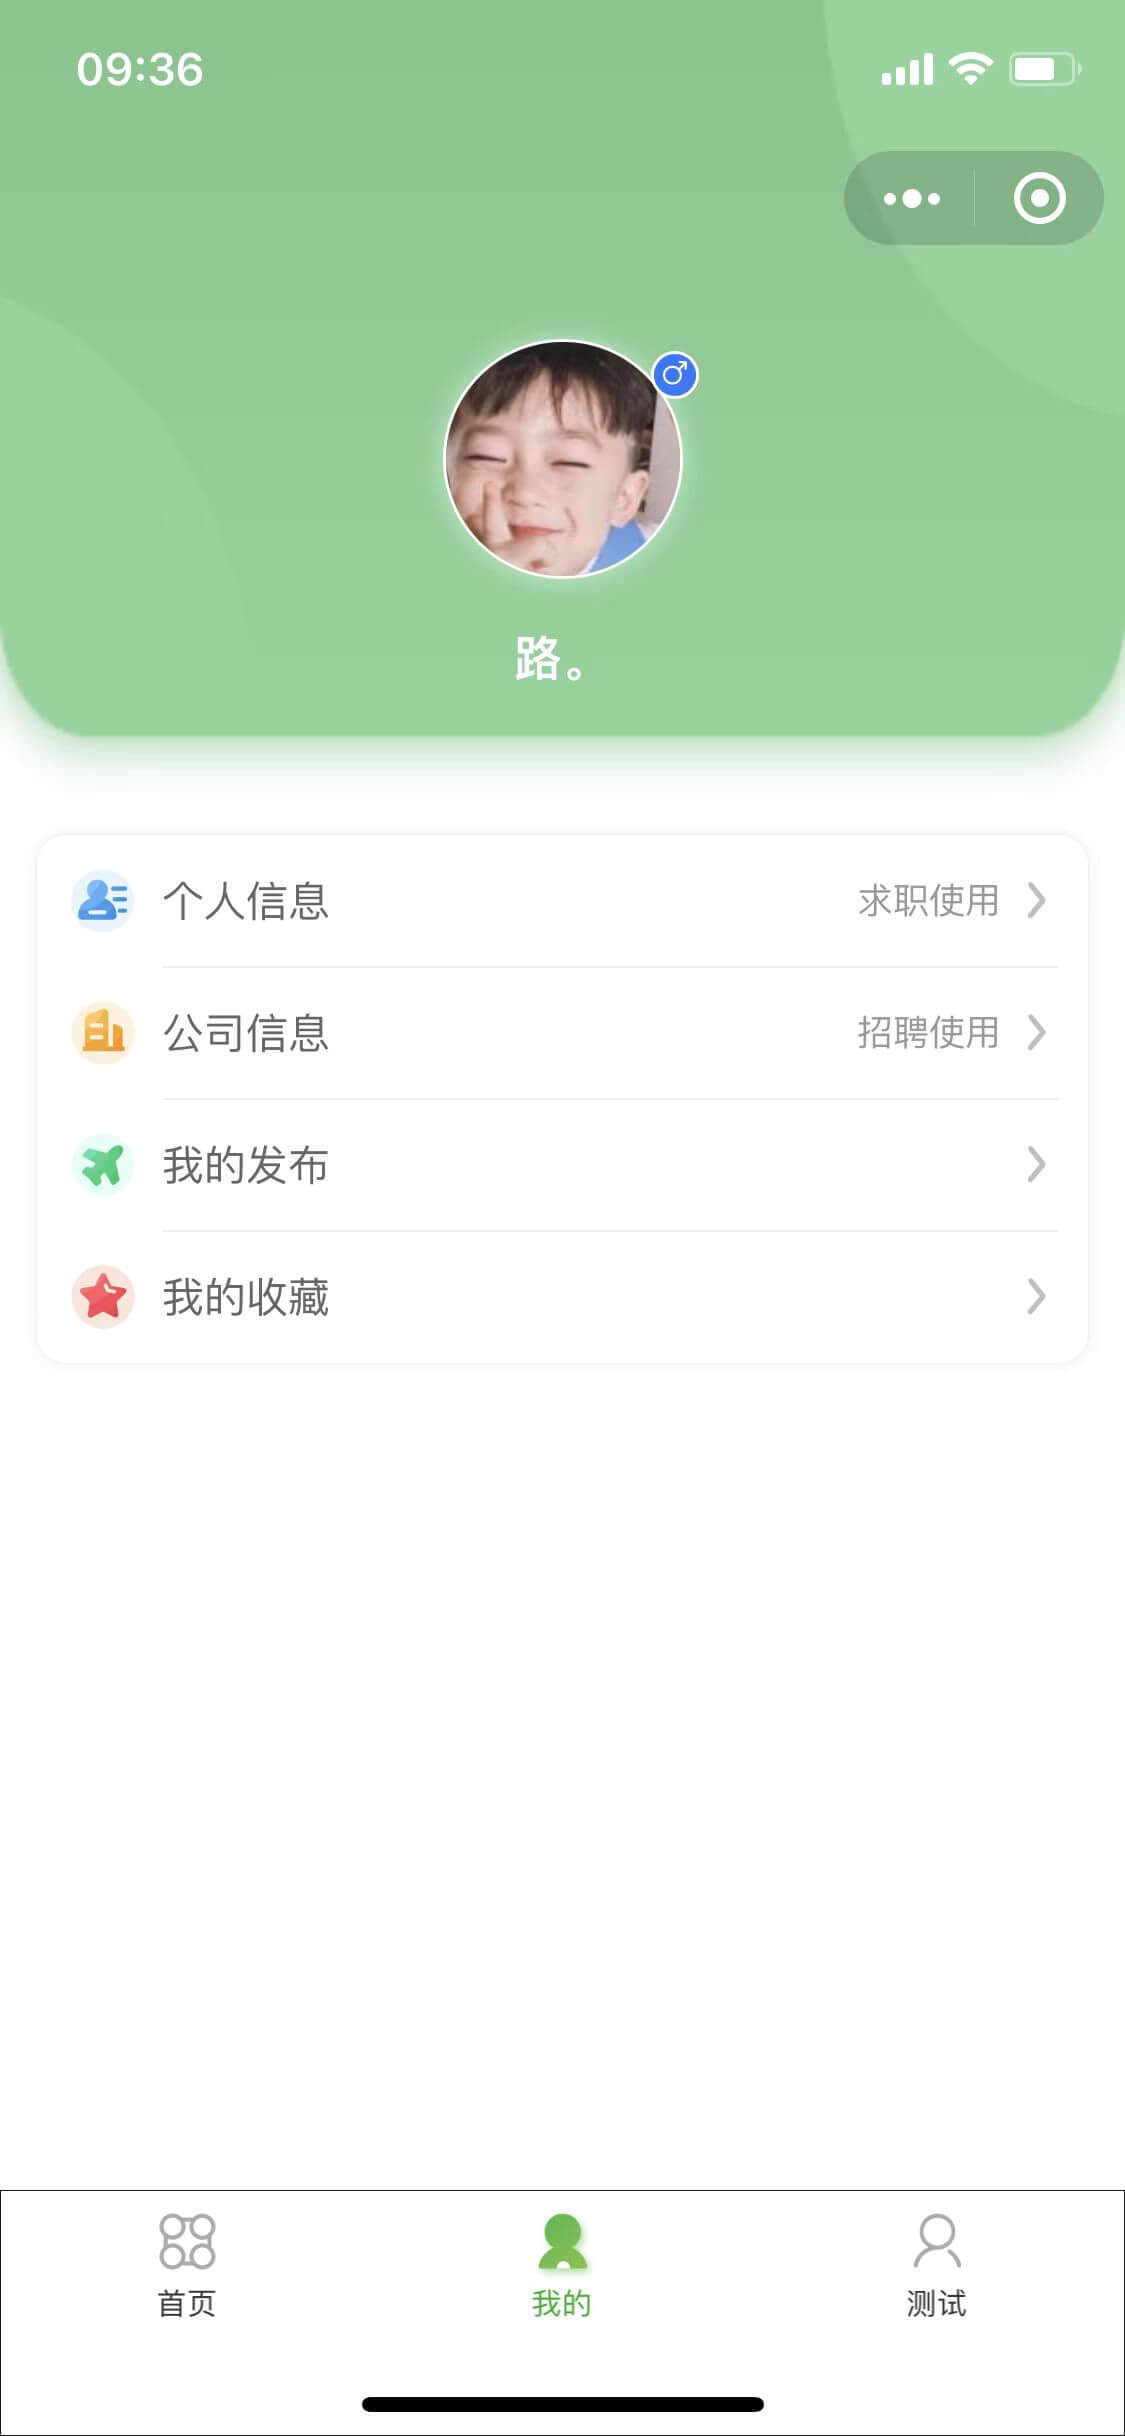 09:36
路。
个人信息 求职使用
公司信息 招聘使用
我的发布
我的收藏
首页 我的 测试